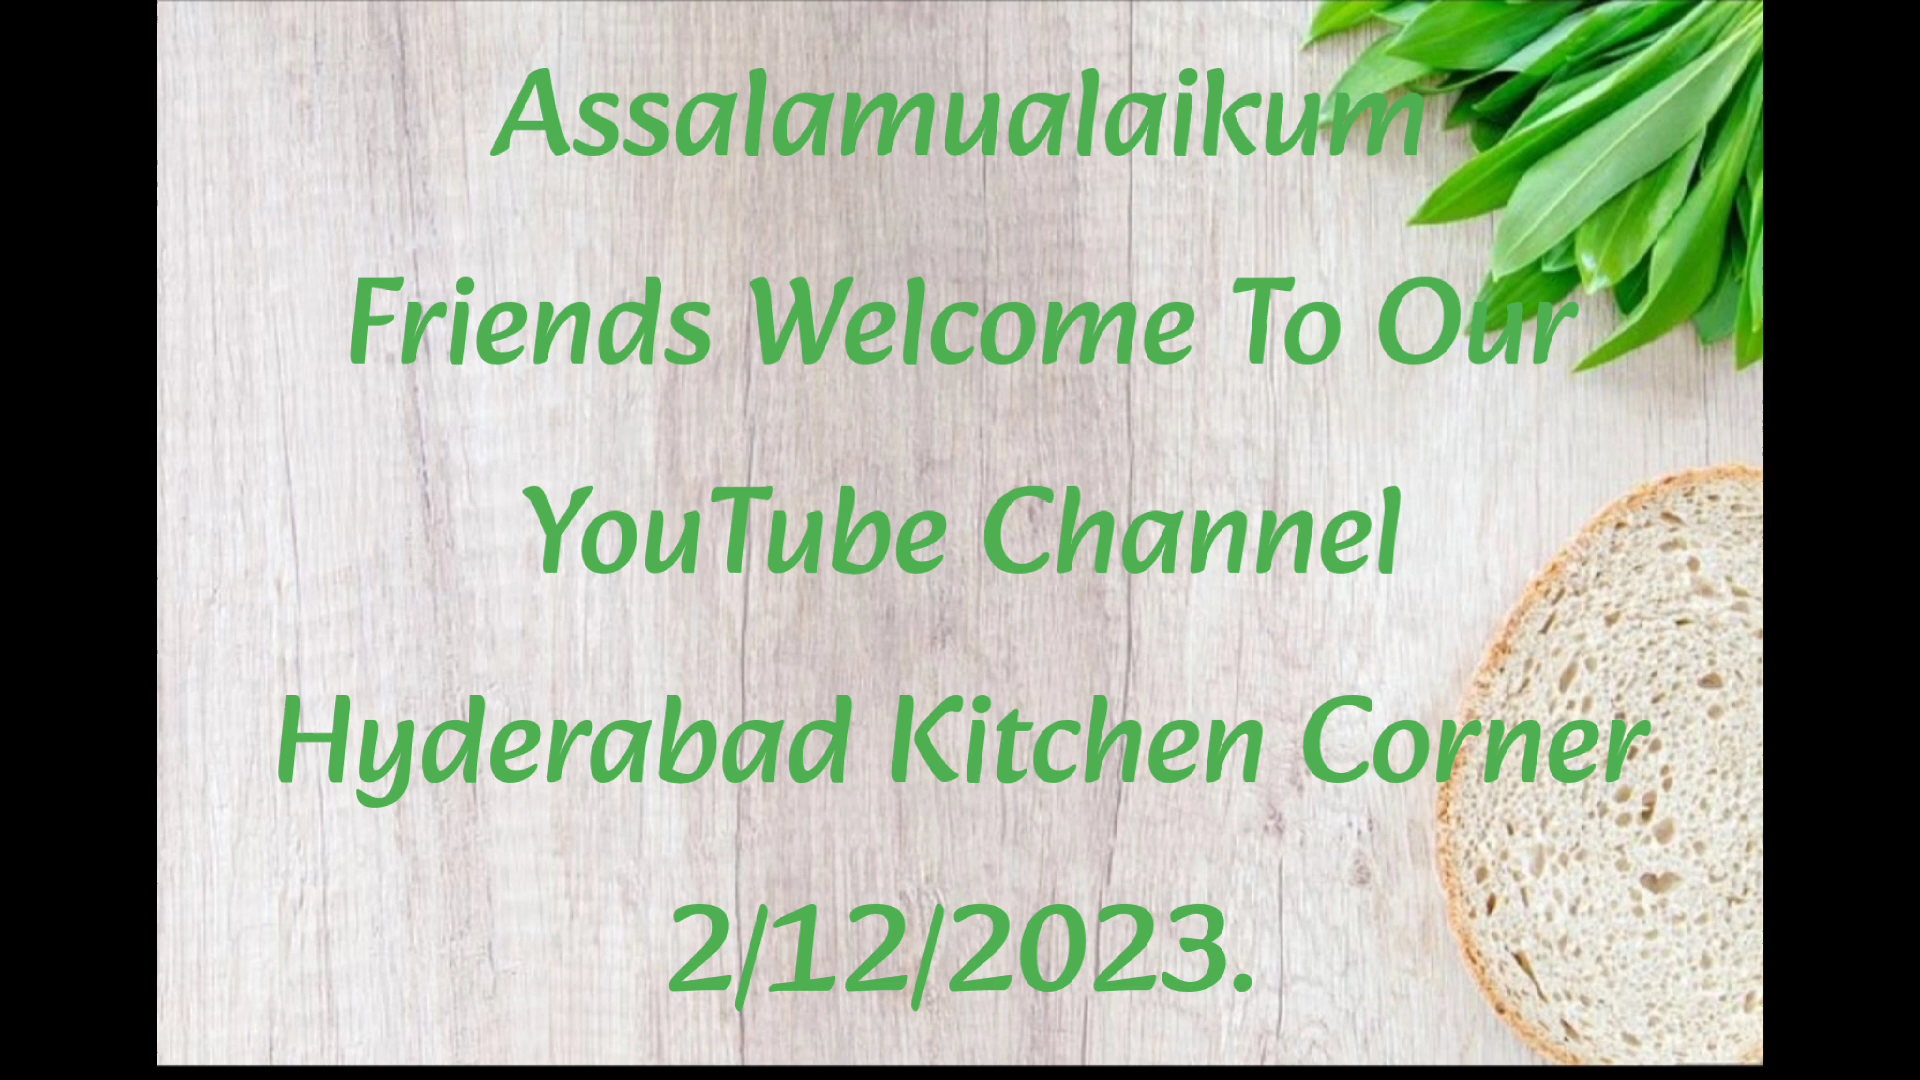 Assalamualaikum
Friends Welcome To Our
YouTube Channel
Hyderabad Kitchen Corner
2/12/2023.